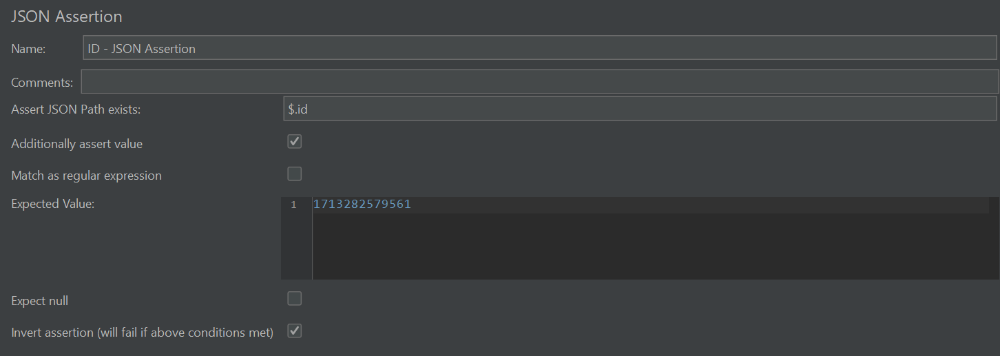 JSON Assertion
Name: ID - JSON Assertion
Comments:
Assert JSON Path exists: $.id
Additionally assert value
Match as regular expression
Expected Value: 1 1713282579561
Expect null
Invert assertion (will fail if above conditions met)